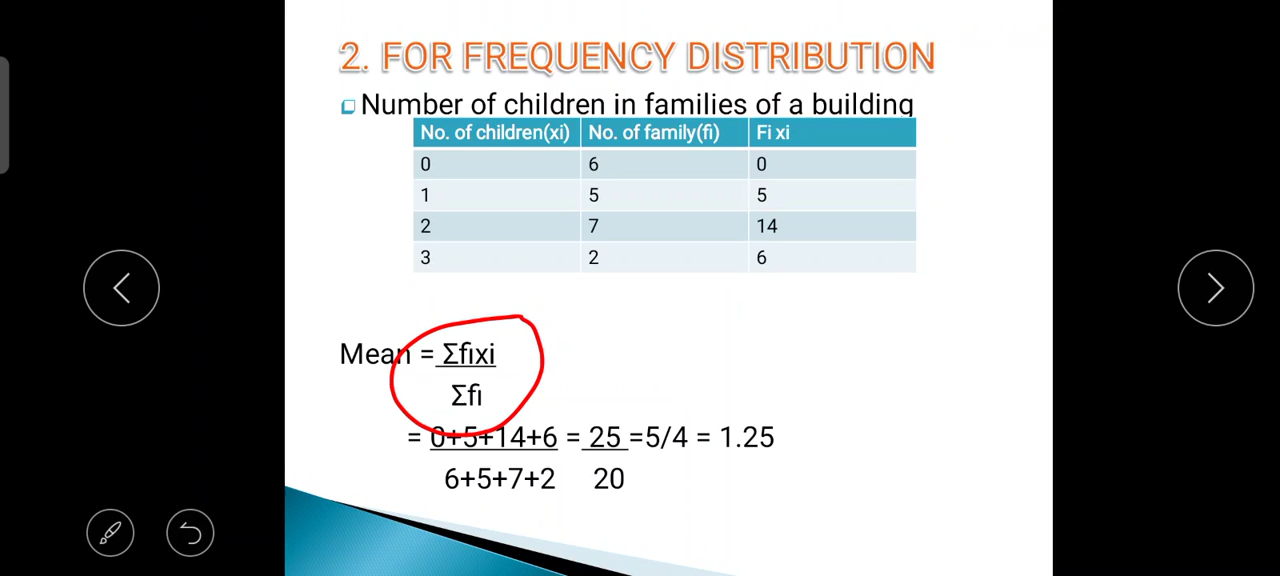 2. FOR FREQUENCY DISTRIBUTION
Number of children in families of a building
No. of children(xi) No. of family(fi) Fi xi
0 6 0
1 5 5
2 7 14
3 2 6
Mean = Σfixi
Σfi
= 0+5+14+6 = 25 =5/4 = 1.25
6+5+7+2 20